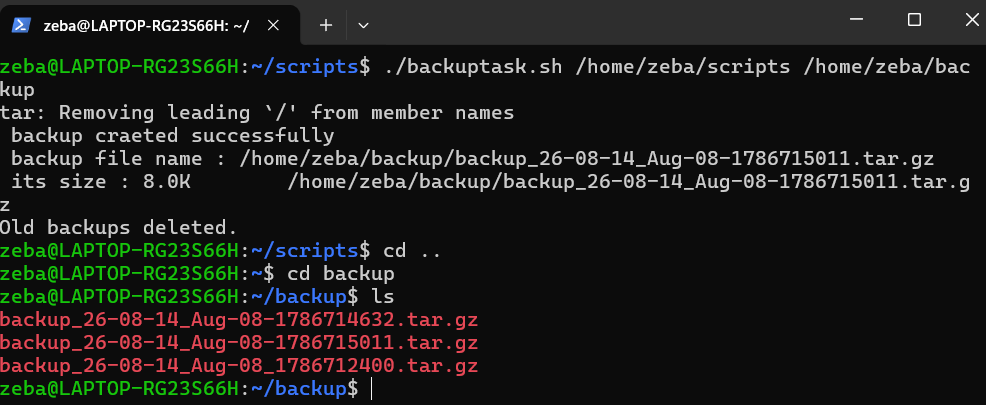 zeba@LAPTOP-RG23S66H: ~/
zeba@LAPTOP-RG23S66H:~/scripts$ ./backuptask.sh /home/zeba/scripts /home/zeba/bac
kup
tar: Removing leading `/' from member names
 backup craeted successfully
 backup file name : /home/zeba/backup/backup_26-08-14_Aug-08-1786715011.tar.gz
 its size : 8.0K        /home/zeba/backup/backup_26-08-14_Aug-08-1786715011.tar.g
z
Old backups deleted.
zeba@LAPTOP-RG23S66H:~/scripts$ cd ..
zeba@LAPTOP-RG23S66H:~$ cd backup
zeba@LAPTOP-RG23S66H:~/backup$ ls
backup_26-08-14_Aug-08-1786714632.tar.gz
backup_26-08-14_Aug-08-1786715011.tar.gz
backup_26-08-14_Aug-08_1786712400.tar.gz
zeba@LAPTOP-RG23S66H:~/backup$